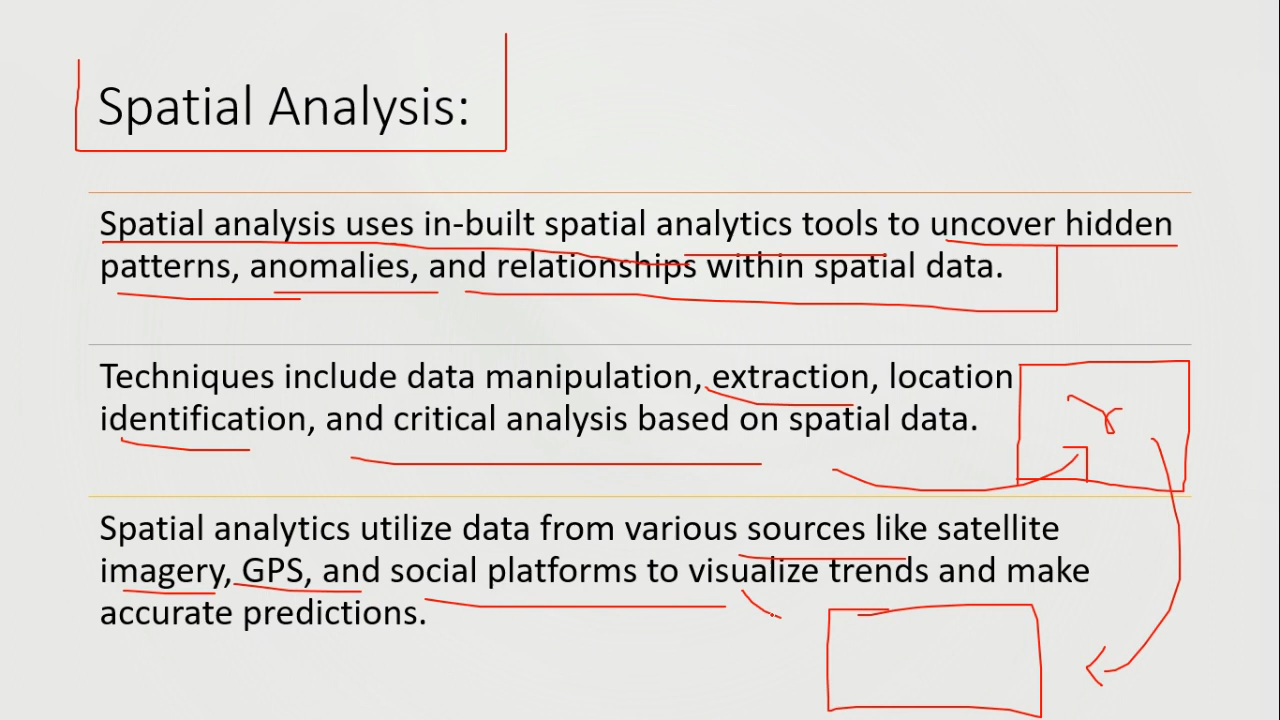 Spatial Analysis:
Spatial analysis uses in-built spatial analytics tools to uncover hidden
patterns, anomalies, and relationships within spatial data.
Techniques include data manipulation, extraction, location
identification, and critical analysis based on spatial data.
Spatial analytics utilize data from various sources like satellite
imagery, GPS, and social platforms to visualize trends and make
accurate predictions.